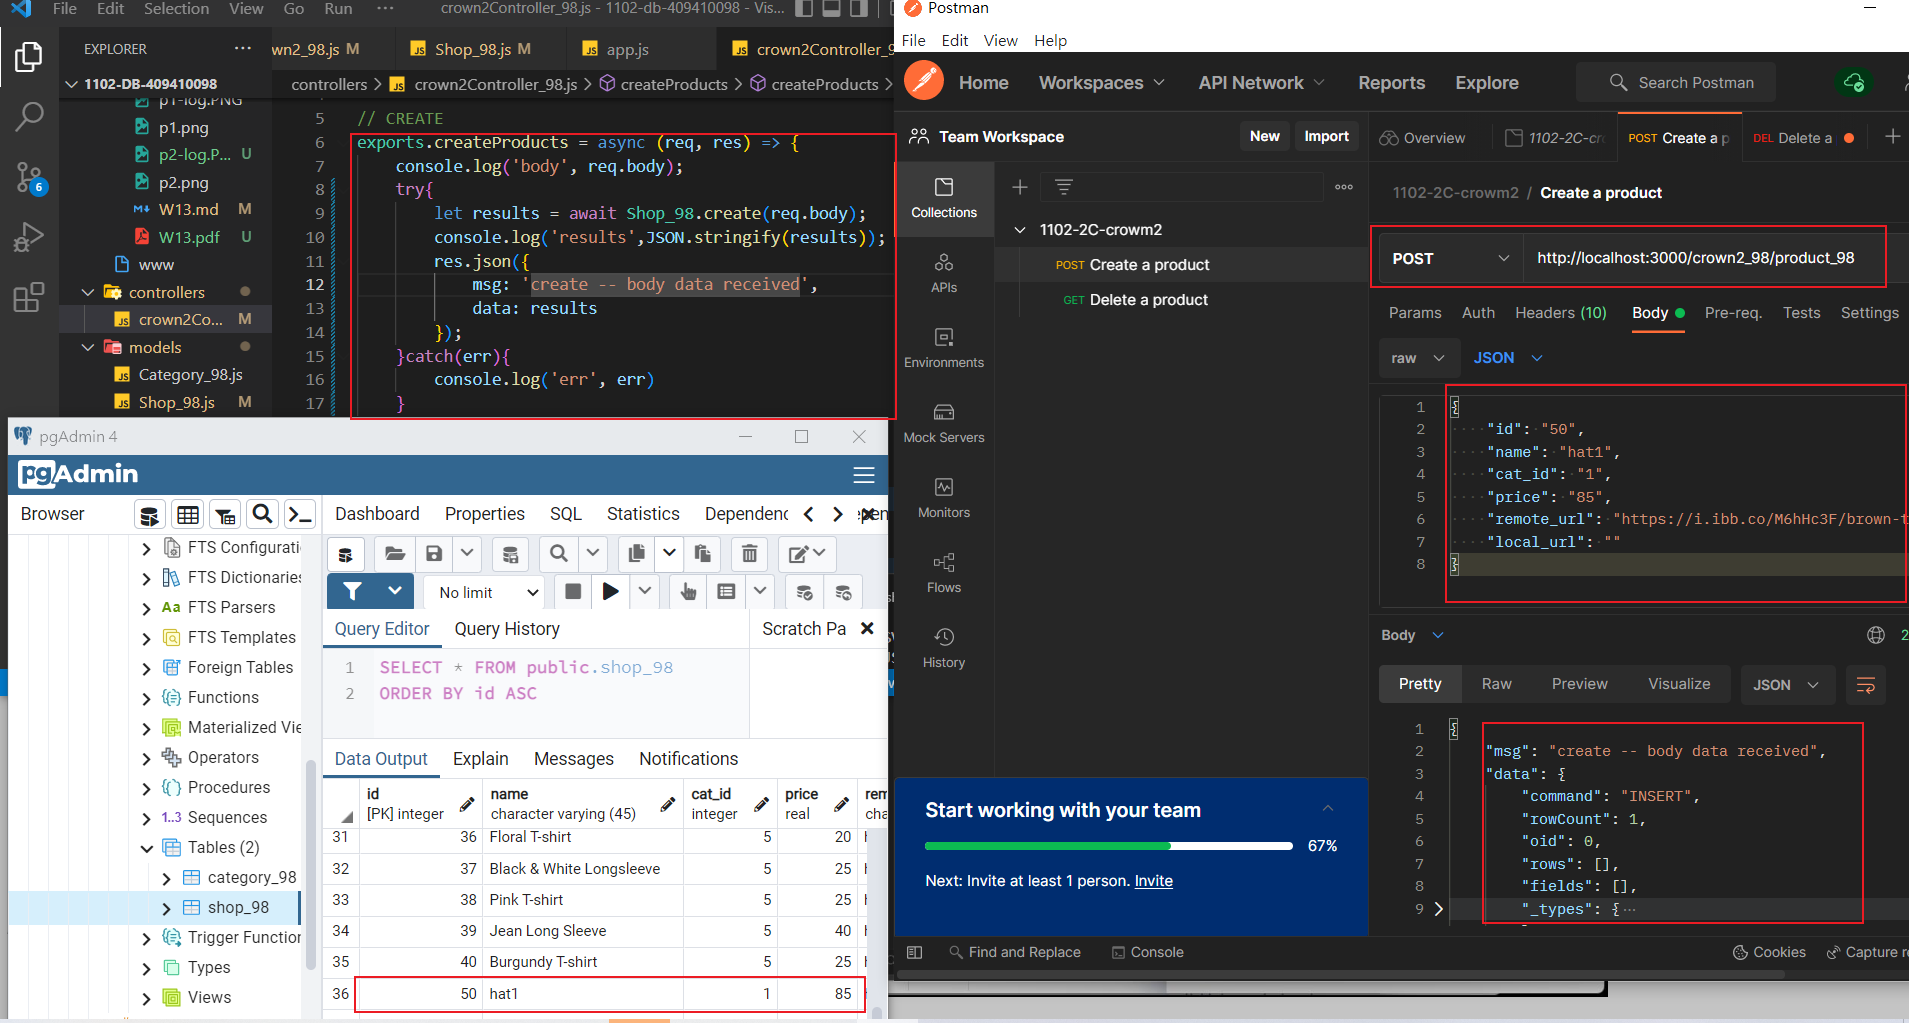 File Edit Selection View Go Run ··· crown2Controller_98.js - 1102-db-409410098 - Vis...
EXPLORER ···
1102-DB-409410098
p1-log.PNG
p1.png
p2-log.P... U
p2.png
W13.md M
W13.pdf U
www
controllers
crown2Co... M
models
Category_98.js
Shop_98.js M
6
wn2_98.js M
Shop_98.js M
app.js
crown2Controller_9
controllers > crown2Controller_98.js > createProducts > createProducts >
5 // CREATE
6 exports.createProducts = async (req, res) => {
7 console.log('body', req.body);
8 try{
9 let results = await Shop_98.create(req.body);
10 console.log('results',JSON.stringify(results));
11 res.json({
12 msg: 'create -- body data received',
13 data: results
14 });
15 }catch(err){
16 console.log('err', err)
17 }
pgAdmin 4
pgAdmin
Browser
Dashboard Properties SQL Statistics Dependenc
FTS Configurati
FTS Dictionaries
FTS Parsers
FTS Templates
Foreign Tables
Functions
Materialized Vie
Operators
Procedures
1..3 Sequences
Tables (2)
category_98
shop_98
Trigger Function
Types
Views
No limit
Query Editor Query History
Scratch Pa
1 SELECT * FROM public.shop_98
2 ORDER BY id ASC
Data Output Explain Messages Notifications
id name cat_id price rem
[PK] integer character varying (45) integer real cha
31 36 Floral T-shirt 5 20
32 37 Black & White Longsleeve 5 25
33 38 Pink T-shirt 5 25
34 39 Jean Long Sleeve 5 40
35 40 Burgundy T-shirt 5 25
36 50 hat1 1 85
Postman
File Edit View Help
Home Workspaces API Network Reports Explore
Search Postman
Team Workspace
New Import
Overview 1102-2C-cr POST Create a p DEL Delete a
Collections
APIs
Environments
Mock Servers
Monitors
Flows
History
1102-2C-crowm2
POST Create a product
GET Delete a product
1102-2C-crowm2 / Create a product
POST http://localhost:3000/crown2_98/product_98
Params Auth Headers (10) Body Pre-req. Tests Settings
raw JSON
1 {
2 "id": "50",
3 "name": "hat1",
4 "cat_id": "1",
5 "price": "85",
6 "remote_url": "https://i.ibb.co/M6hHc3F/brown-t
7 "local_url": ""
8 }
Body
2
Pretty Raw Preview Visualize JSON
1 {
2 "msg": "create -- body data received",
3 "data": {
4 "command": "INSERT",
5 "rowCount": 1,
6 "oid": 0,
7 "rows": [],
8 "fields": [],
9 "_types": {···
Start working with your team
67%
Next: Invite at least 1 person. Invite
Find and Replace Console
Cookies Capture re